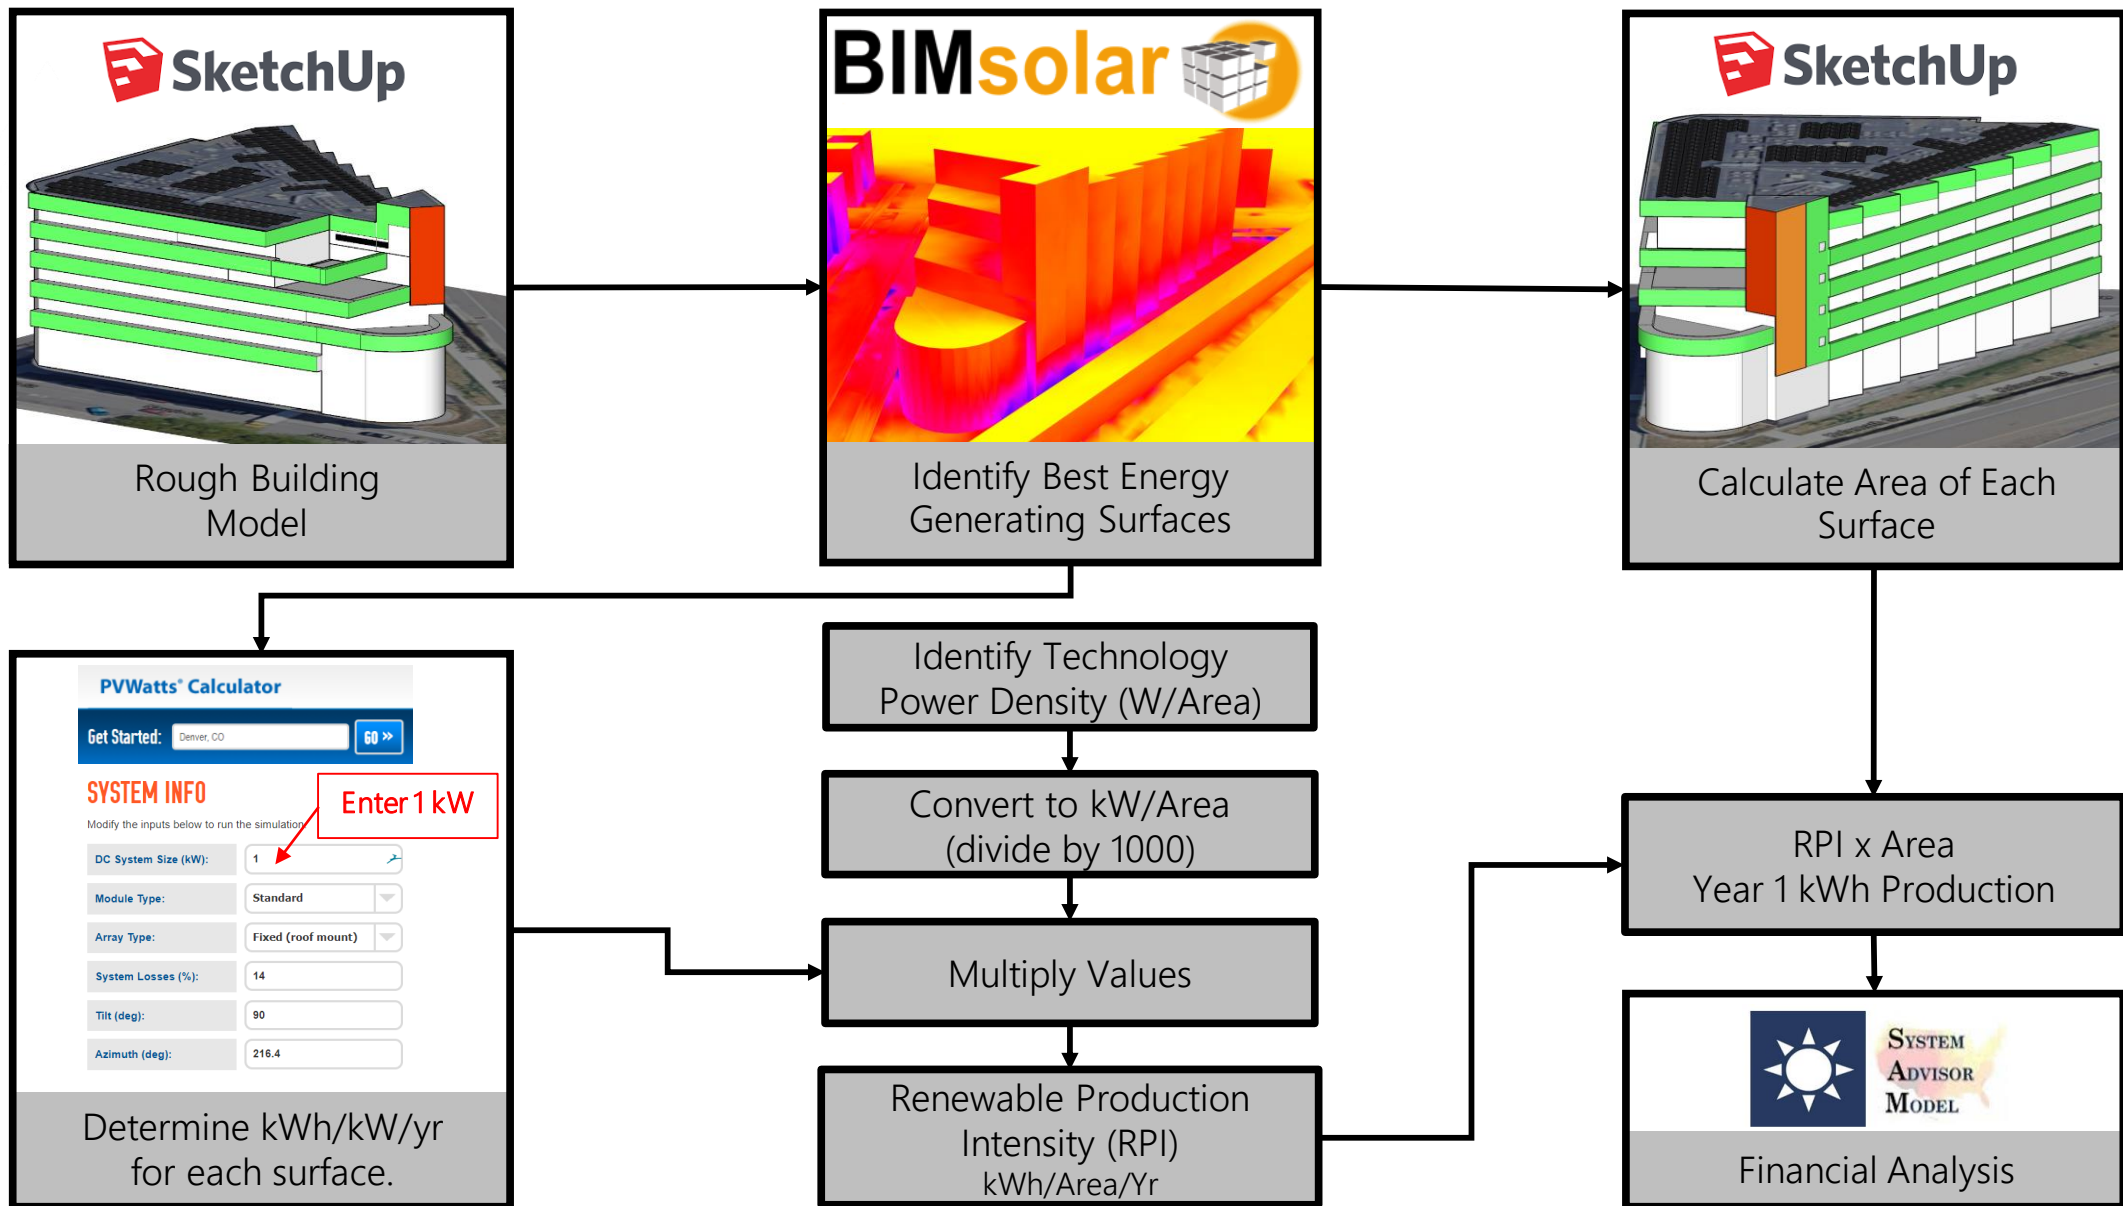 SketchUp
Rough Building
Model
BIMsolar
Identify Best Energy
Generating Surfaces
SketchUp
Calculate Area of Each
Surface
PVWatts® Calculator
Get Started:
Denver, CO
GO »
SYSTEM INFO
Modify the inputs below to run the simulation
Enter 1 kW
DC System Size (kW):
1
Module Type:
Standard
Array Type:
Fixed (roof mount)
System Losses (%):
14
Tilt (deg):
90
Azimuth (deg):
216.4
Determine kWh/kW/yr
for each surface.
Identify Technology
Power Density (W/Area)
Convert to kW/Area
(divide by 1000)
Multiply Values
Renewable Production
Intensity (RPI)
kWh/Area/Yr
RPI x Area
Year 1 kWh Production
SYSTEM
ADVISOR
MODEL
Financial Analysis